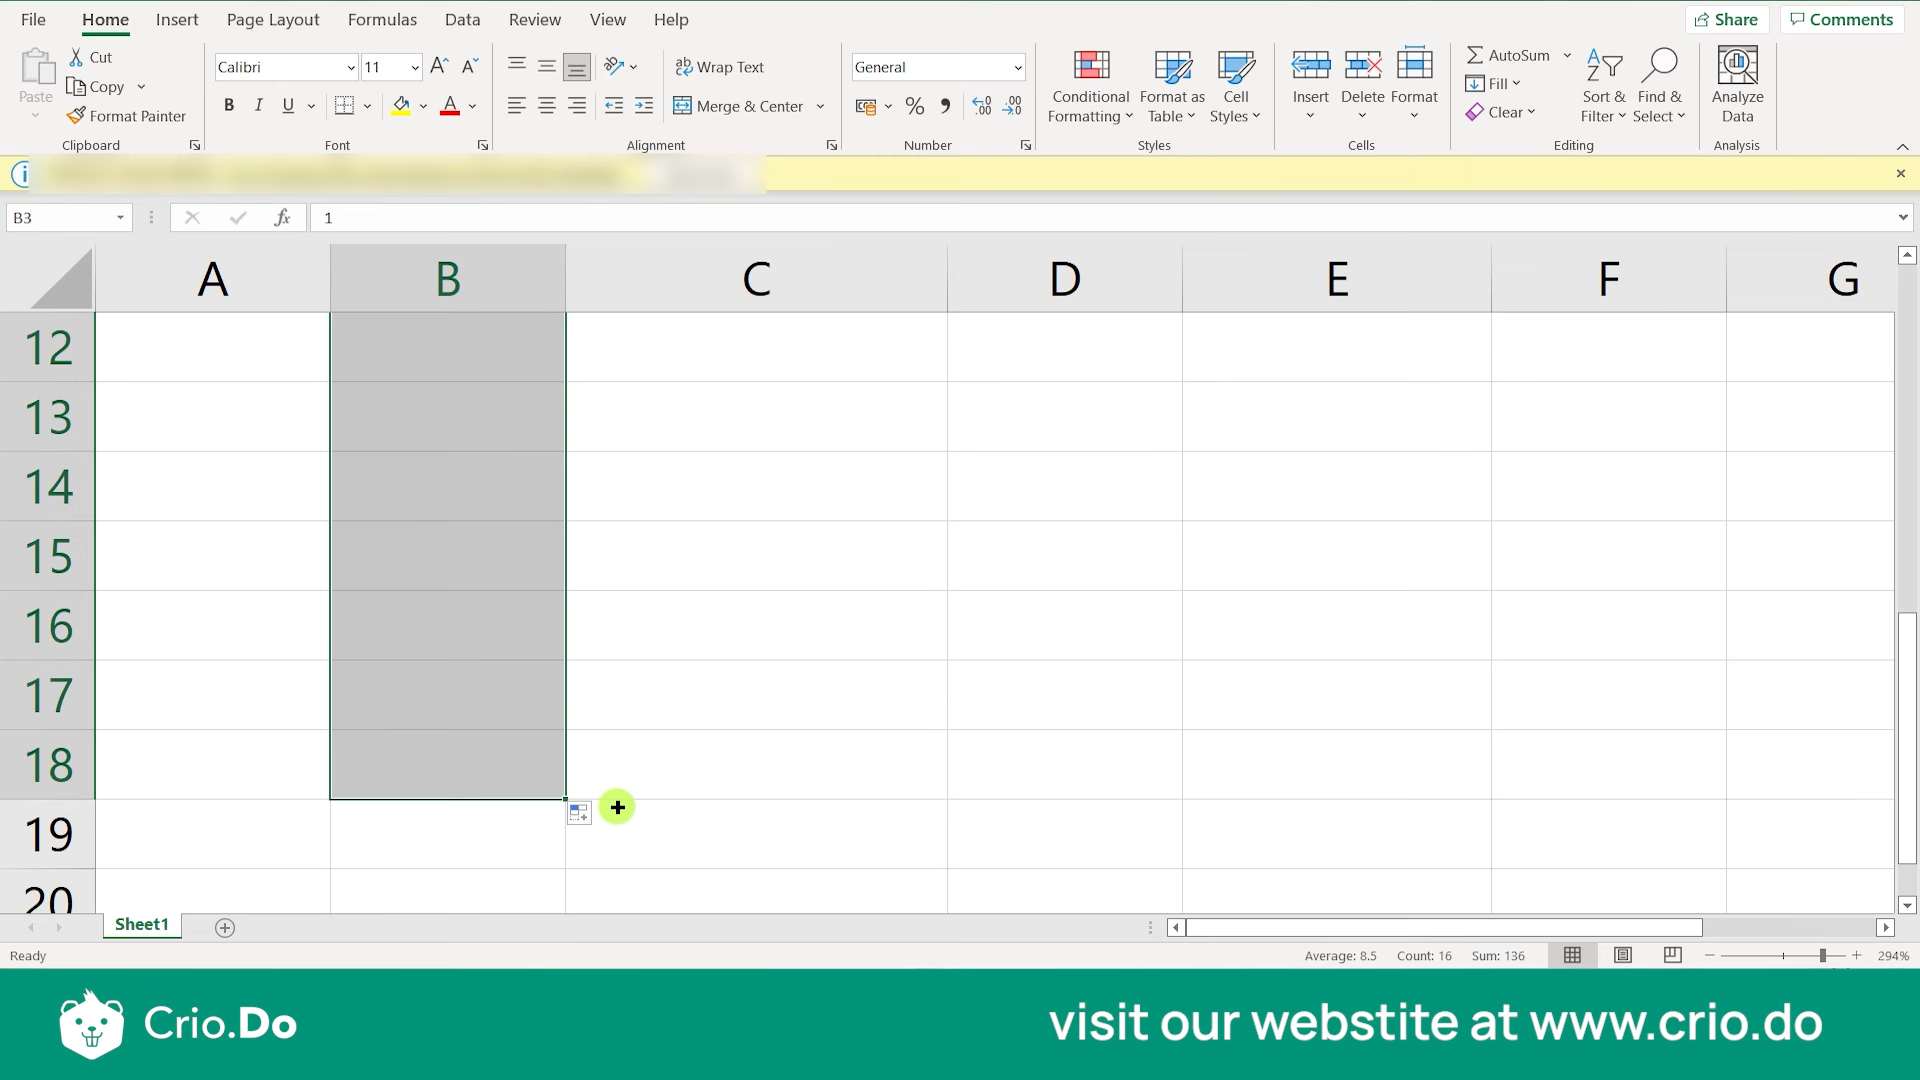 File Home Insert Page Layout Formulas Data Review View Help Share Comments
Paste Cut Copy Format Painter Clipboard
Calibri 11 B I U A Font
ab Wrap Text Merge & Center Alignment
General % Number
Conditional Formatting Format as Table Cell Styles Styles
Insert Delete Format Cells
AutoSum Fill Clear Sort & Filter Find & Select Editing
Analyze Data Analysis
B3 fx 1
A B C D E F G
12
13
14
15
16
17
18
19
20
Sheet1
Ready Average: 8.5 Count: 16 Sum: 136 294%
Crio.Do visit our webstite at www.crio.do